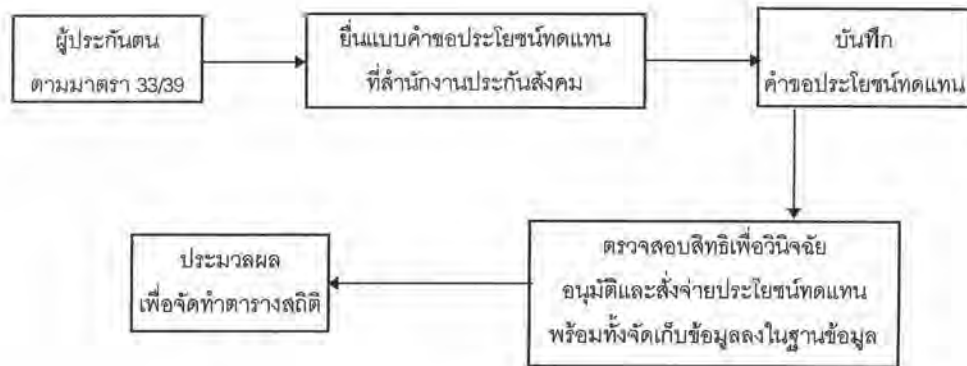 ผู้ประกันตน
ตามมาตรา 33/39
ยื่นแบบคำขอประโยชน์ทดแทน
ที่สำนักงานประกันสังคม
บันทึก
คำขอประโยชน์ทดแทน
ตรวจสอบสิทธิเพื่อวินิจฉัย
อนุมัติและสั่งจ่ายประโยชน์ทดแทน
พร้อมทั้งจัดเก็บข้อมูลลงในฐานข้อมูล
ประมวลผล
เพื่อจัดทำตารางสถิติ